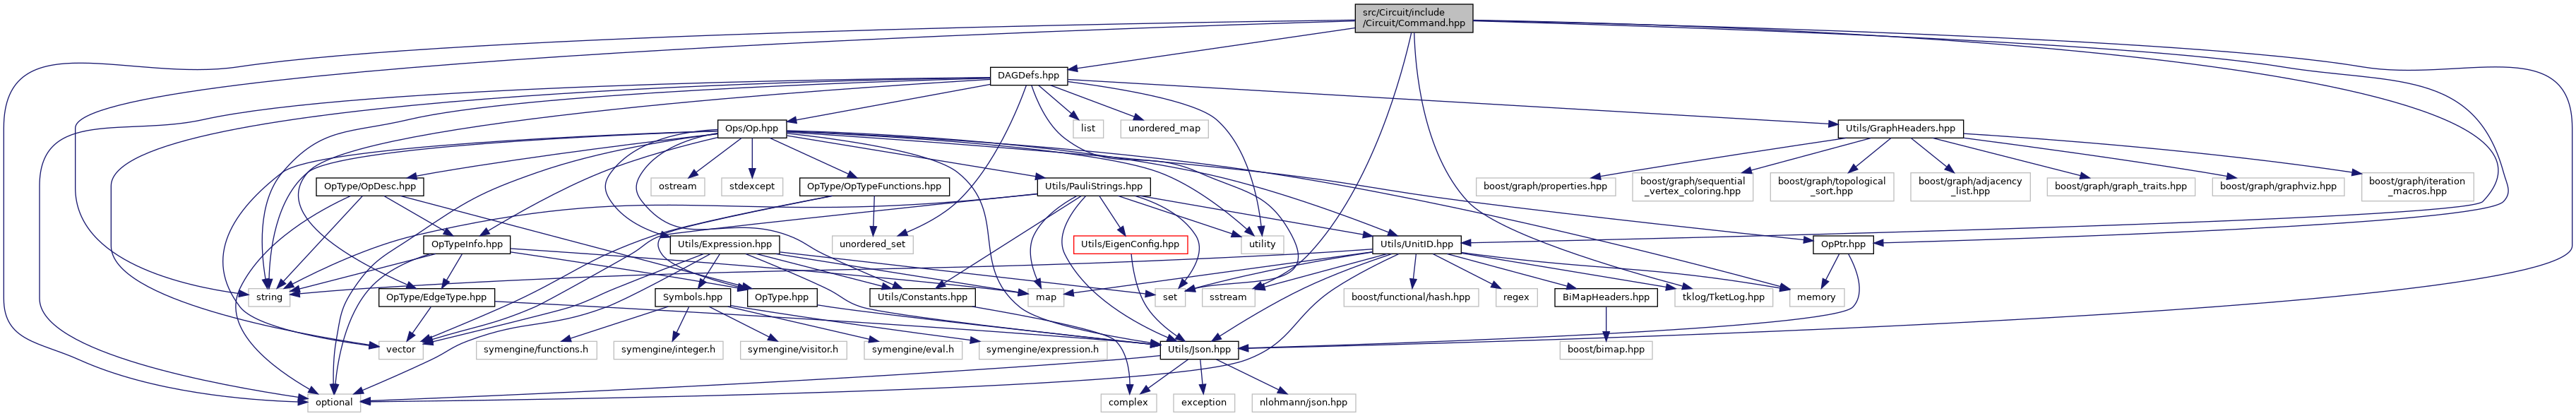 src/Circuit/include
/Circuit/Command.hpp
DAGDefs.hpp
Ops/Op.hpp
list
unordered_map
Utils/GraphHeaders.hpp
OpType/OpDesc.hpp
ostream
stdexcept
OpType/OpTypeFunctions.hpp
Utils/PauliStrings.hpp
boost/graph/properties.hpp
boost/graph/sequential
_vertex_coloring.hpp
boost/graph/topological
_sort.hpp
boost/graph/adjacency
_list.hpp
boost/graph/graph_traits.hpp
boost/graph/graphviz.hpp
boost/graph/iteration
_macros.hpp
OpTypeInfo.hpp
Utils/Expression.hpp
unordered_set
Utils/EigenConfig.hpp
utility
Utils/UnitID.hpp
OpPtr.hpp
string
OpType/EdgeType.hpp
Symbols.hpp
OpType.hpp
Utils/Constants.hpp
map
set
sstream
boost/functional/hash.hpp
regex
BiMapHeaders.hpp
tklog/TketLog.hpp
memory
vector
symengine/functions.h
symengine/integer.h
symengine/visitor.h
symengine/eval.h
symengine/expression.h
Utils/Json.hpp
boost/bimap.hpp
optional
complex
exception
nlohmann/json.hpp